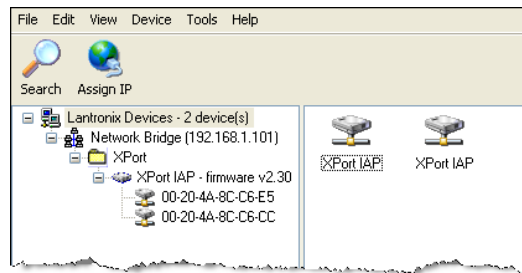 File Edit View Device Tools Help
Search Assign IP
Lantronix Devices - 2 device(s)
Network Bridge (192.168.1.101)
XPort
XPort IAP - firmware v2.30
00-20-4A-8C-C6-E5
00-20-4A-8C-C6-CC
XPort IAP XPort IAP